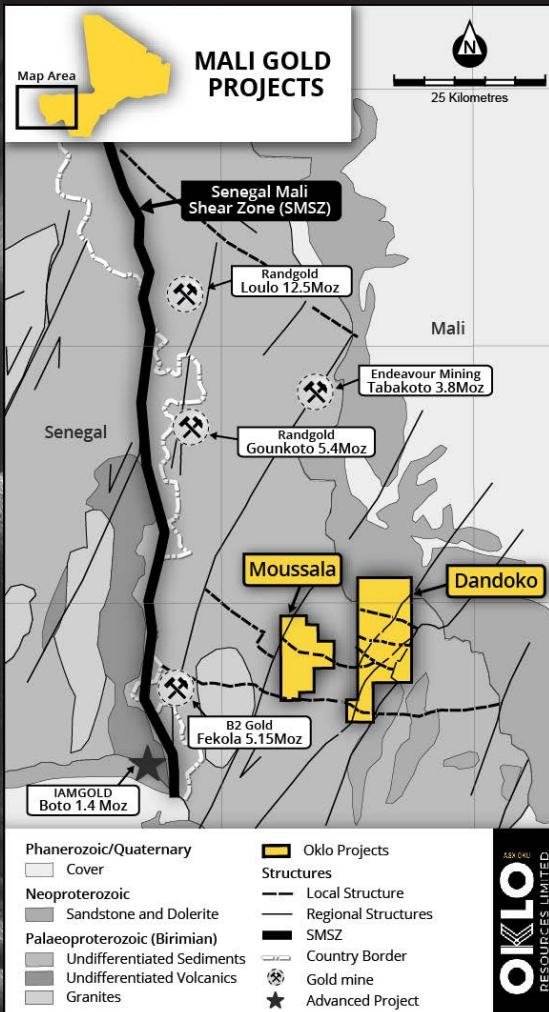 Map Area
MALI GOLD
PROJECTS
N
25 Kilometres
Senegal Mali
Shear Zone (SMSZ)
Randgold
Loulo 12.5Moz
Mali
Endeavour Mining
Tabakoto 3.8Moz
Senegal
Randgold
Gounkoto 5.4Moz
Moussala
Dandoko
B2 Gold
Fekola 5.15Moz
IAMGOLD
Boto 1.4 Moz
Phanerozoic/Quaternary
Cover
Neoproterozoic
Sandstone and Dolerite
Palaeoproterozoic (Birimian)
Undifferentiated Sediments
Undifferentiated Volcanics
Granites
Oklo Projects
Structures
Local Structure
Regional Structures
SMSZ
Country Border
Gold mine
Advanced Project
ASX:OKU
OKLO
RESOURCES LIMITED